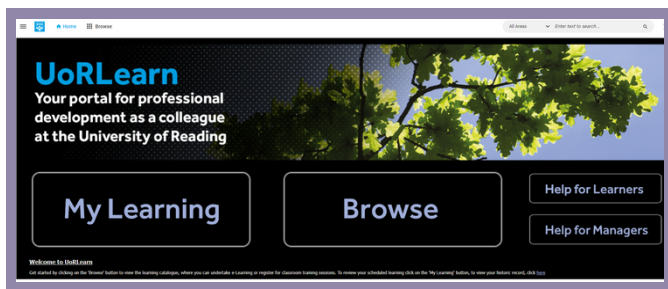 Home Browse All Areas Enter text to search...
UoRLearn
Your portal for professional
development as a colleague
at the University of Reading
My Learning
Browse
Help for Learners
Help for Managers
Welcome to UoRLearn
Get started by clicking on the 'Browse' button to view the learning catalogue, where you can undertake e-Learning or register for classroom training sessions. To review your scheduled learning click on the 'My Learning' button, to view your historic record, click here